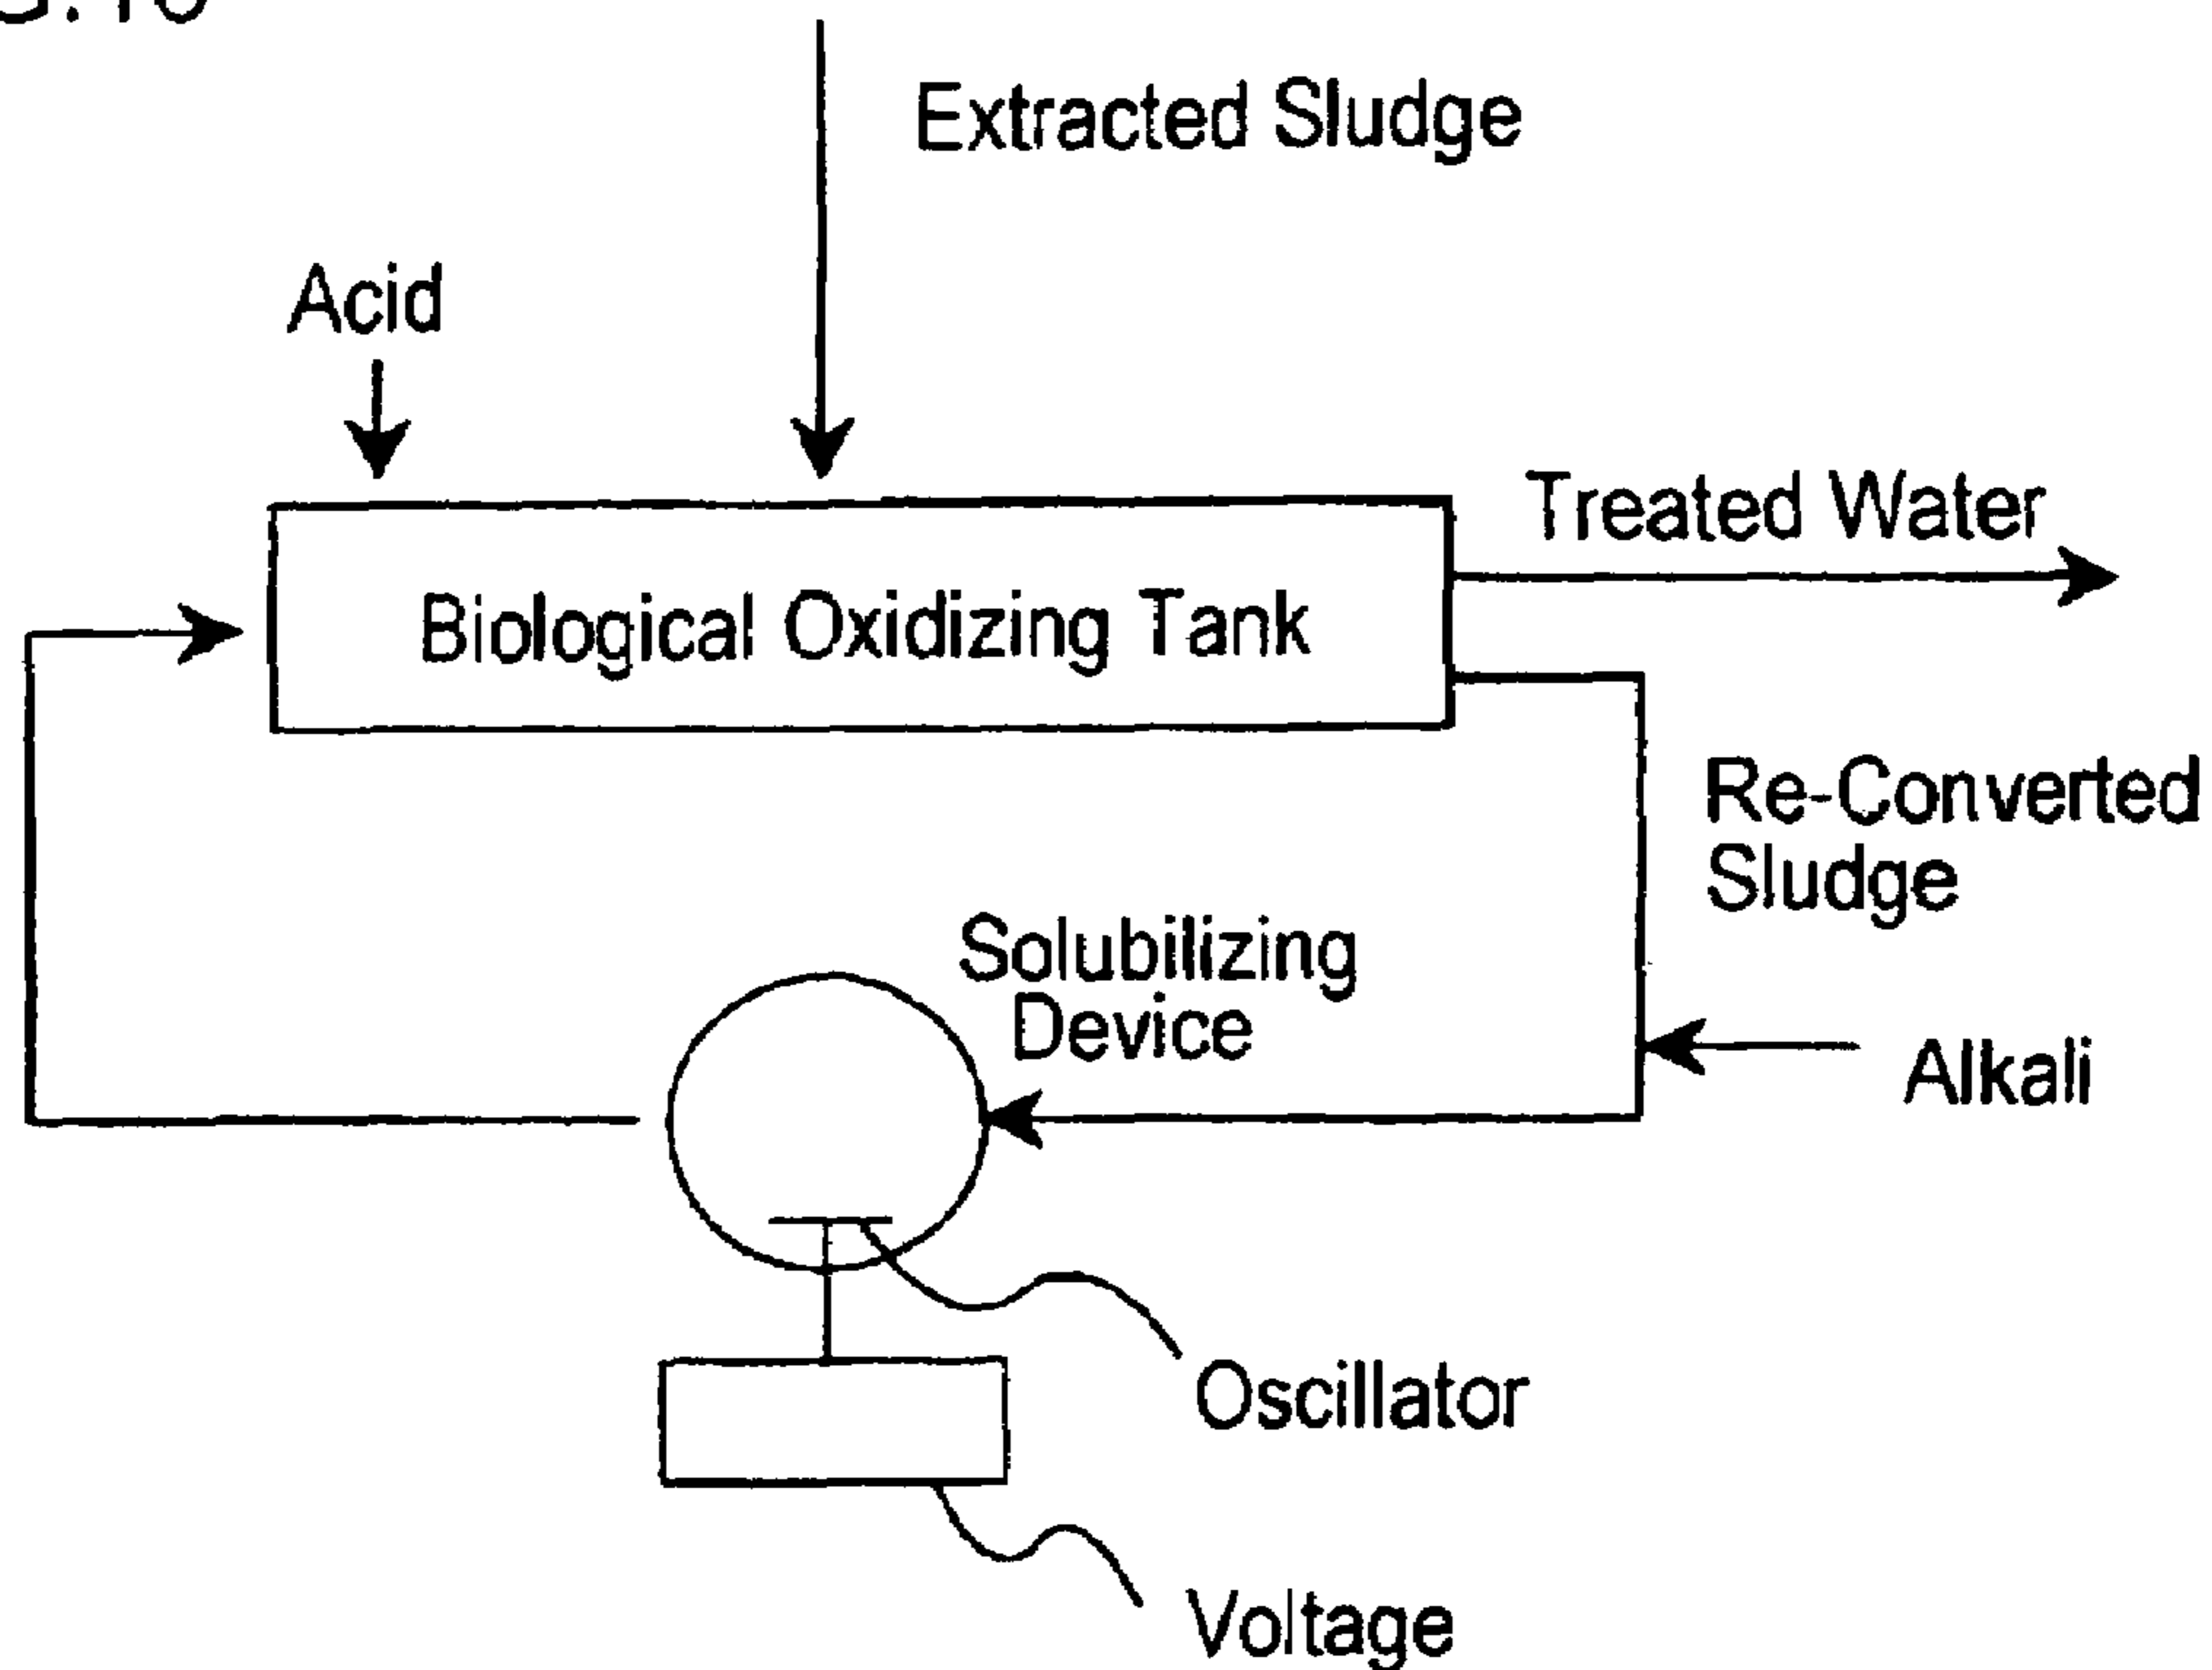 Extracted Sludge
Acid
Treated Water
Biological Oxidizing Tank
Re-Converted
Sludge
Solubilizing
Device
Alkali
Oscillator
Voltage